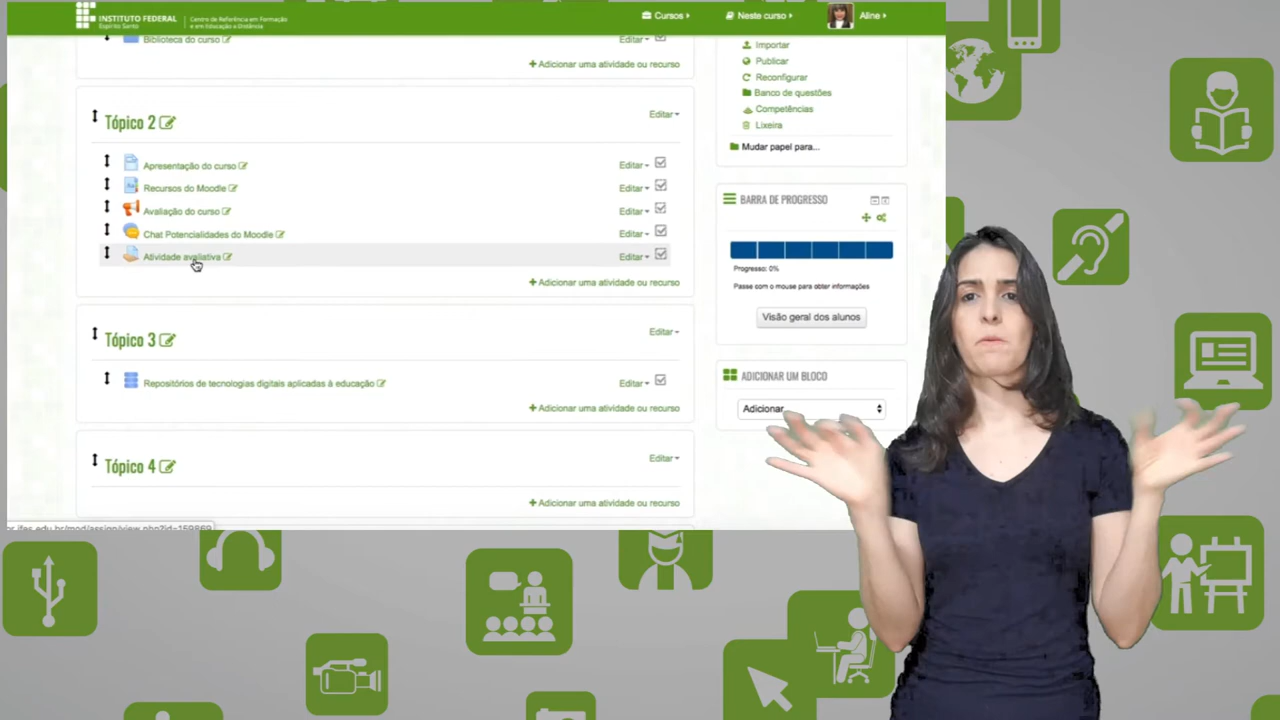 INSTITUTO FEDERAL
Espírito Santo
Centro de Referência em Formação
e em Educação a Distância
Cursos
Neste curso
Aline
Biblioteca do curso
Editar
Adicionar uma atividade ou recurso
Tópico 2
Editar
Apresentação do curso
Editar
Recursos do Moodle
Editar
Avaliação do curso
Editar
Chat Potencialidades do Moodle
Editar
Atividade avaliativa
Editar
Adicionar uma atividade ou recurso
Tópico 3
Editar
Repositórios de tecnologias digitais aplicadas à educação
Editar
Adicionar uma atividade ou recurso
Tópico 4
Editar
Adicionar uma atividade ou recurso
Importar
Publicar
Reconfigurar
Banco de questões
Competências
Lixeira
Mudar papel para...
BARRA DE PROGRESSO
Progresso: 0%
Passe com o mouse para obter informações
Visão geral dos alunos
ADICIONAR UM BLOCO
Adicionar